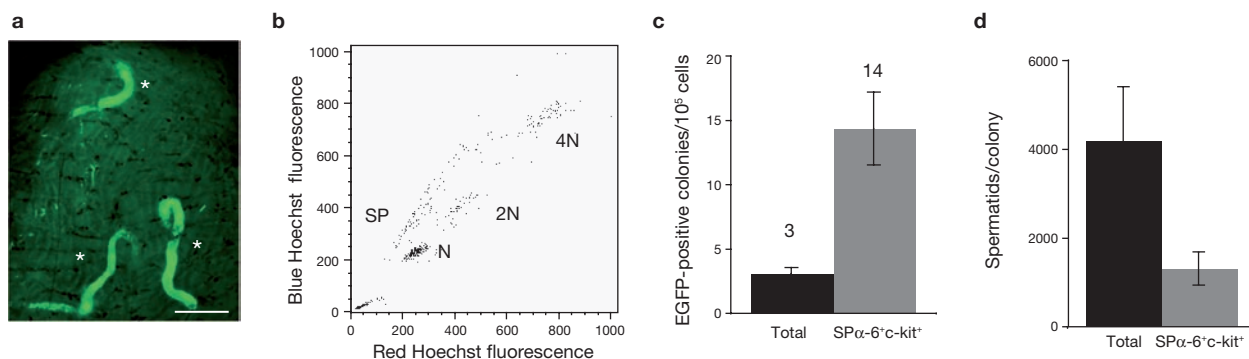 a
*
*
*
b
Blue Hoechst fluorescence
1000
800
600
400
200
0
SP
4N
2N
N
0 200 400 600 800 1000
Red Hoechst fluorescence
c
EGFP-positive colonies/10⁵ cells
20
15
10
5
0
3
14
Total SPα-6⁺c-kit⁺
d
Spermatids/colony
6000
4000
2000
0
Total SPα-6⁺c-kit⁺